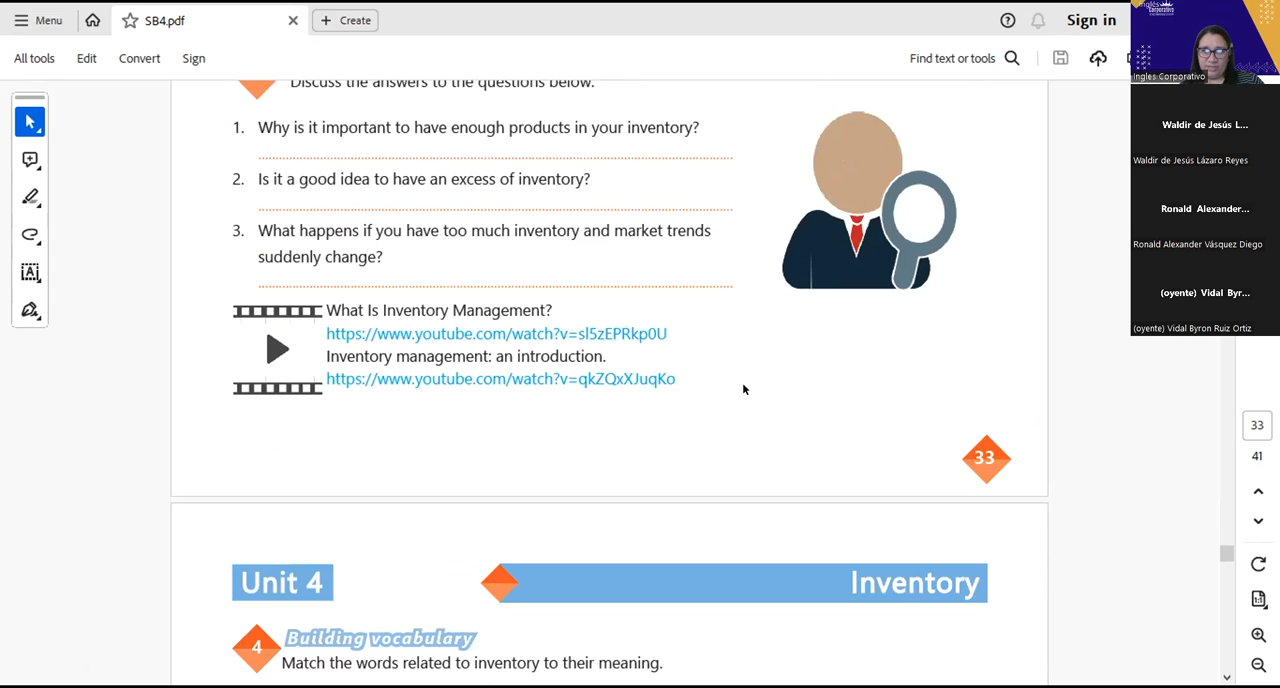 Menu
SB4.pdf
Create
Sign in
All tools
Edit
Convert
Sign
Find text or tools
Inglés
Corporativo
Ingles Corporativo
Waldir de Jesús L...
Waldir de Jesús Lázaro Reyes
Ronald Alexander...
Ronald Alexander Vásquez Diego
(oyente) Vidal Byr...
(oyente) Vidal Byron Ruiz Ortiz
Discuss the answers to the questions below.
1. Why is it important to have enough products in your inventory?
2. Is it a good idea to have an excess of inventory?
3. What happens if you have too much inventory and market trends
suddenly change?
What Is Inventory Management?
https://www.youtube.com/watch?v=sl5zEPRkp0U
Inventory management: an introduction.
https://www.youtube.com/watch?v=qkZQxXJuqKo
33
33
41
Unit 4
Inventory
4
Building vocabulary
Match the words related to inventory to their meaning.